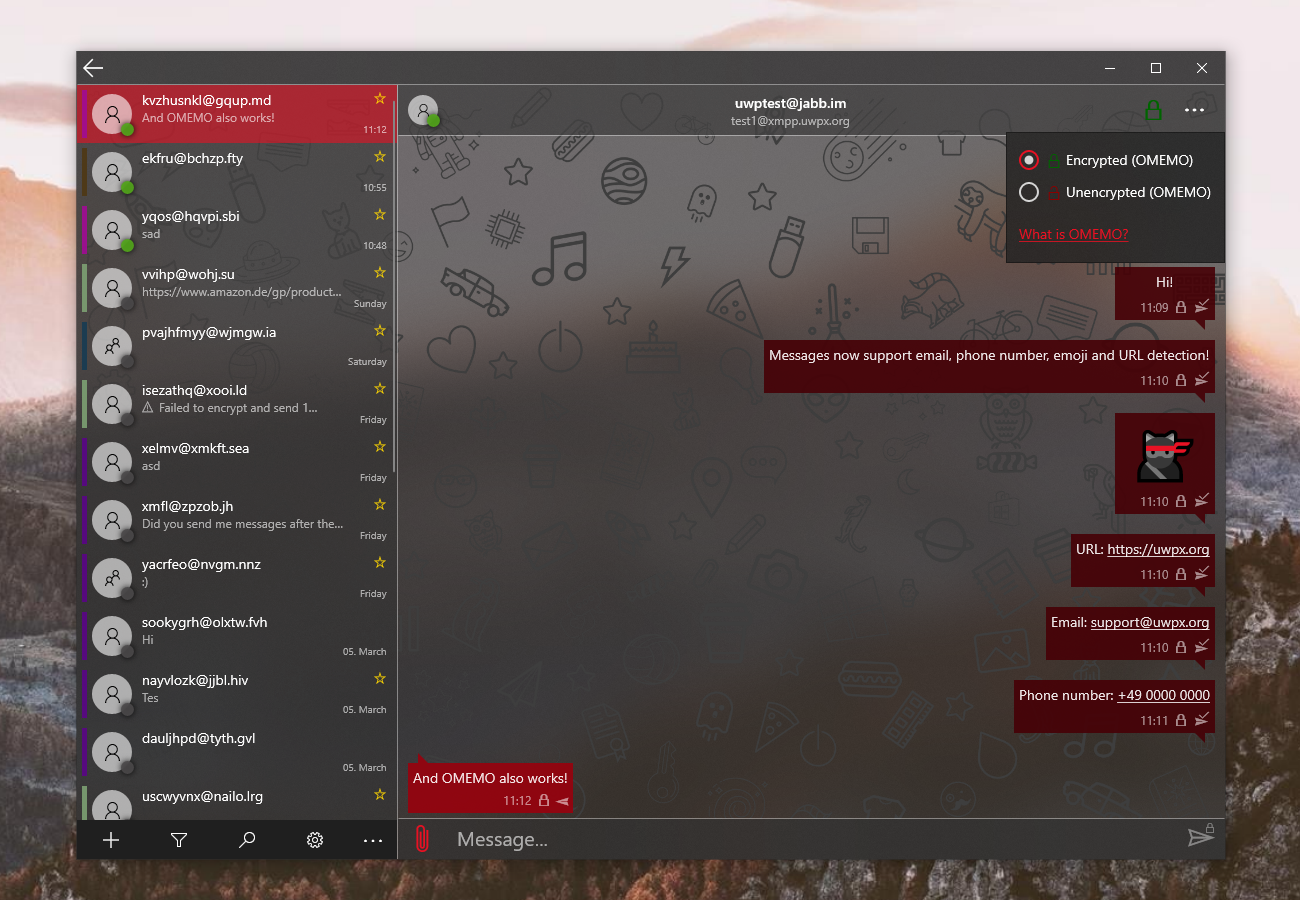 kvzhusnkl@gqup.md
And OMEMO also works!
11:12
ekfru@bchzp.fty
10:55
yqos@hqvpi.sbi
sad
10:48
vvihp@wohj.su
https://www.amazon.de/gp/product...
Sunday
pvajhfmyy@wjmgw.ia
Saturday
isezathq@xooi.ld
Failed to encrypt and send 1...
Friday
xelmv@xmkft.sea
asd
Friday
xmfl@zpzob.jh
Did you send me messages after the...
Friday
yacrfeo@nvgm.nnz
:)
Friday
sookygrh@olxtw.fvh
Hi
05. March
nayvlozk@jjbl.hiv
Tes
05. March
dauljhpd@tyth.gvl
05. March
uscwyvnx@nailo.lrg
uwptest@jabb.im
test1@xmpp.uwpx.org
Encrypted (OMEMO)
Unencrypted (OMEMO)
What is OMEMO?
Hi!
11:09
Messages now support email, phone number, emoji and URL detection!
11:10
11:10
URL: https://uwpx.org
11:10
Email: support@uwpx.org
11:10
Phone number: +49 0000 0000
11:11
And OMEMO also works!
11:12
Message...